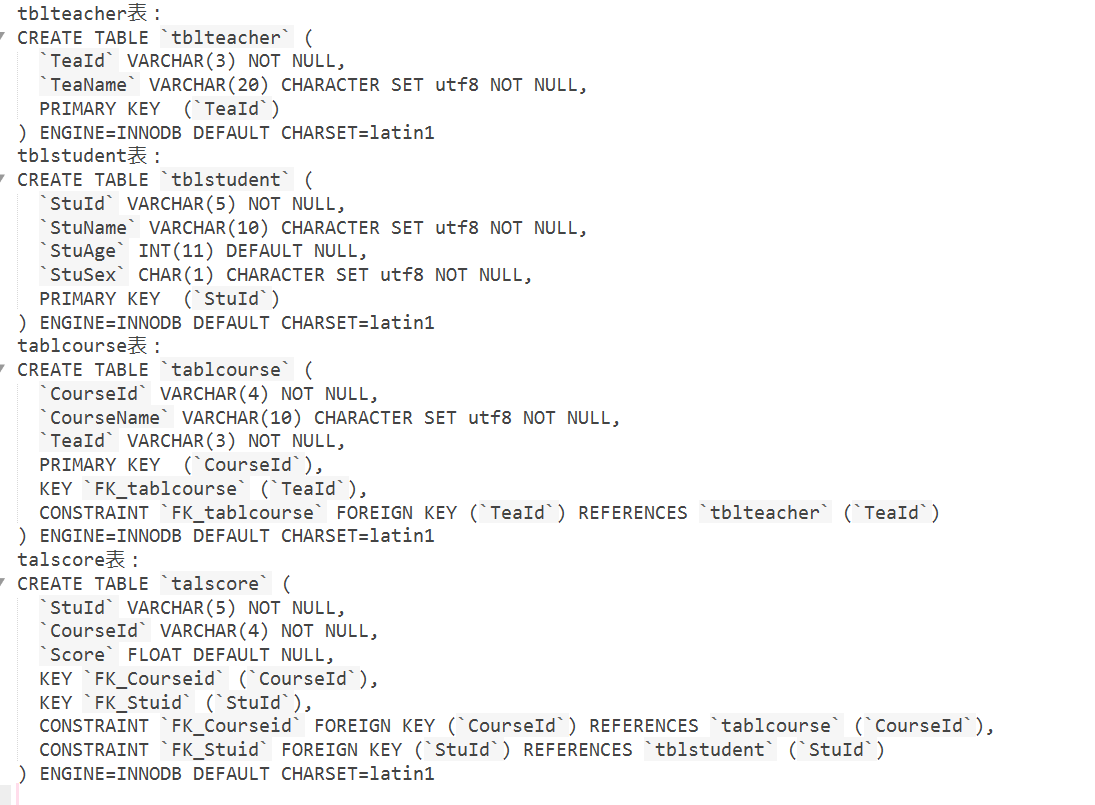 tblteacher表：
CREATE TABLE `tblteacher` (
  `TeaId` VARCHAR(3) NOT NULL,
  `TeaName` VARCHAR(20) CHARACTER SET utf8 NOT NULL,
  PRIMARY KEY  (`TeaId`)
) ENGINE=INNODB DEFAULT CHARSET=latin1
tblstudent表：
CREATE TABLE `tblstudent` (
  `StuId` VARCHAR(5) NOT NULL,
  `StuName` VARCHAR(10) CHARACTER SET utf8 NOT NULL,
  `StuAge` INT(11) DEFAULT NULL,
  `StuSex` CHAR(1) CHARACTER SET utf8 NOT NULL,
  PRIMARY KEY  (`StuId`)
) ENGINE=INNODB DEFAULT CHARSET=latin1
tablcourse表：
CREATE TABLE `tablcourse` (
  `CourseId` VARCHAR(4) NOT NULL,
  `CourseName` VARCHAR(10) CHARACTER SET utf8 NOT NULL,
  `TeaId` VARCHAR(3) NOT NULL,
  PRIMARY KEY  (`CourseId`),
  KEY `FK_tablcourse` (`TeaId`),
  CONSTRAINT `FK_tablcourse` FOREIGN KEY (`TeaId`) REFERENCES `tblteacher` (`TeaId`)
) ENGINE=INNODB DEFAULT CHARSET=latin1
talscore表：
CREATE TABLE `talscore` (
  `StuId` VARCHAR(5) NOT NULL,
  `CourseId` VARCHAR(4) NOT NULL,
  `Score` FLOAT DEFAULT NULL,
  KEY `FK_Courseid` (`CourseId`),
  KEY `FK_Stuid` (`StuId`),
  CONSTRAINT `FK_Courseid` FOREIGN KEY (`CourseId`) REFERENCES `tablcourse` (`CourseId`),
  CONSTRAINT `FK_Stuid` FOREIGN KEY (`StuId`) REFERENCES `tblstudent` (`StuId`)
) ENGINE=INNODB DEFAULT CHARSET=latin1